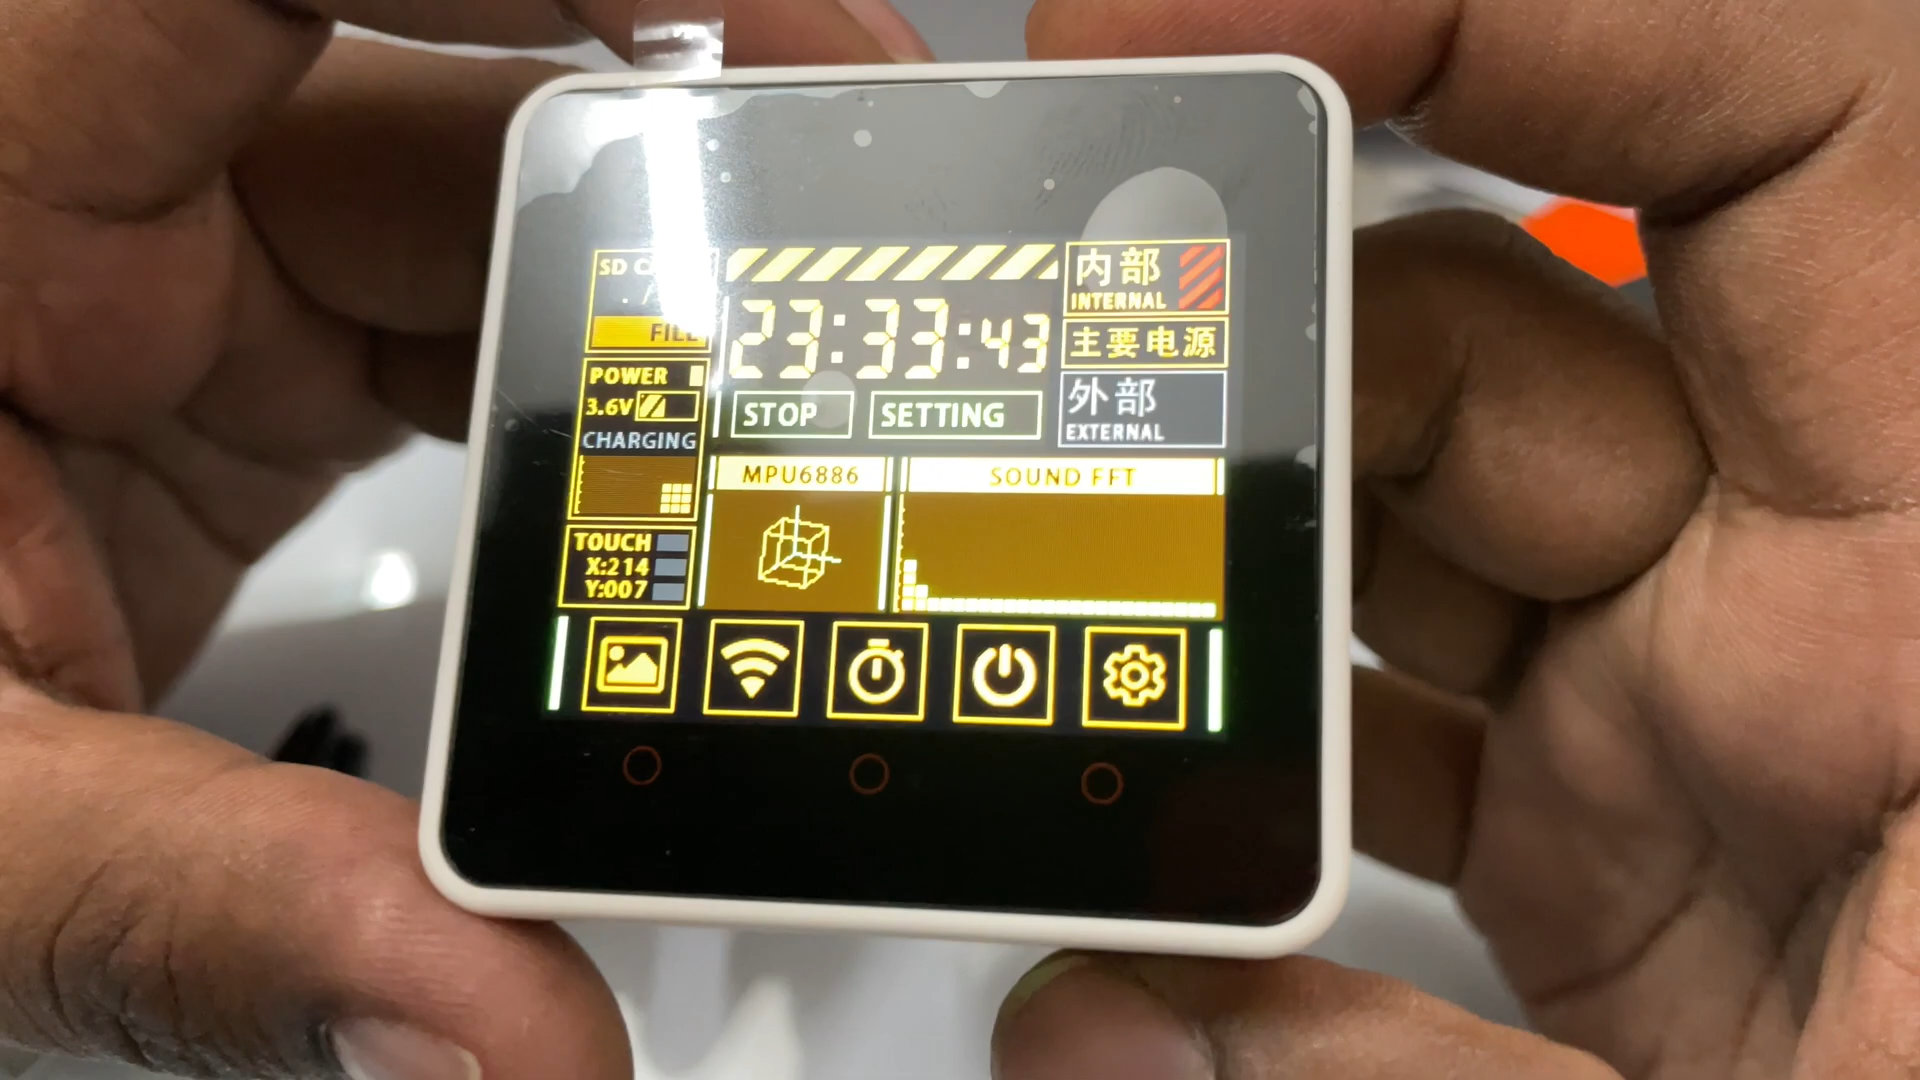 SD
FILE
POWER
3.6V
CHARGING
TOUCH
X:214
Y:007
23:33:43
STOP
SETTING
内部
INTERNAL
主要电源
外部
EXTERNAL
MPU6886
SOUND FFT